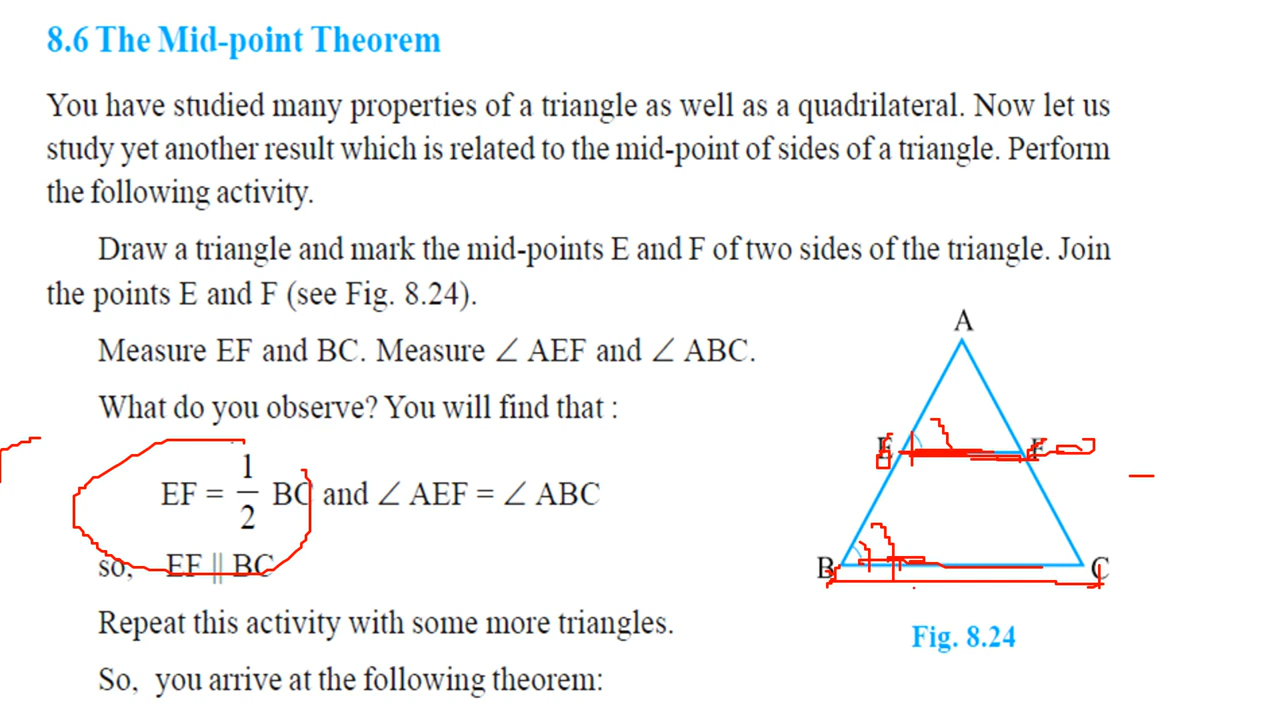 8.6 The Mid-point Theorem
You have studied many properties of a triangle as well as a quadrilateral. Now let us
study yet another result which is related to the mid-point of sides of a triangle. Perform
the following activity.
Draw a triangle and mark the mid-points E and F of two sides of the triangle. Join
the points E and F (see Fig. 8.24).
Measure EF and BC. Measure ∠ AEF and ∠ ABC.
What do you observe? You will find that :
EF = 1/2 BC and ∠ AEF = ∠ ABC
so, EF || BC
Repeat this activity with some more triangles.
So, you arrive at the following theorem:
A
E F
B C
Fig. 8.24